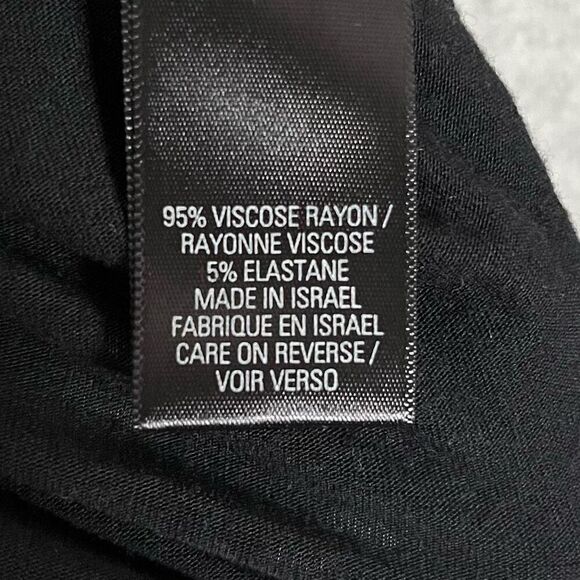 95% VISCOSE RAYON /
RAYONNE VISCOSE
5% ELASTANE
MADE IN ISRAEL
FABRIQUE EN ISRAEL
CARE ON REVERSE /
VOIR VERSO